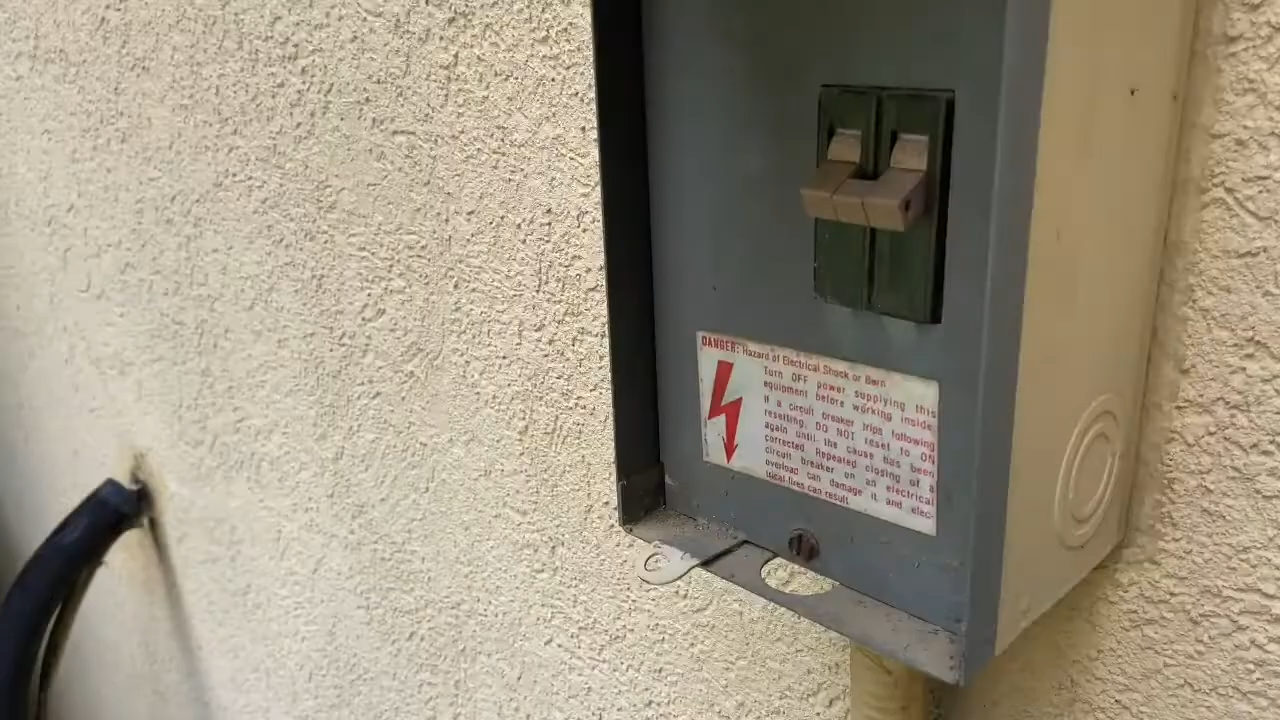 DANGER: Hazard of Electrical Shock or Burn
Turn OFF power supplying this
equipment before working inside.
If a circuit breaker trips following
resetting, DO NOT reset to ON
again until the cause has been
corrected. Repeated closing of a
circuit breaker on an electrical
overload can damage it and elec-
trical fires can result.